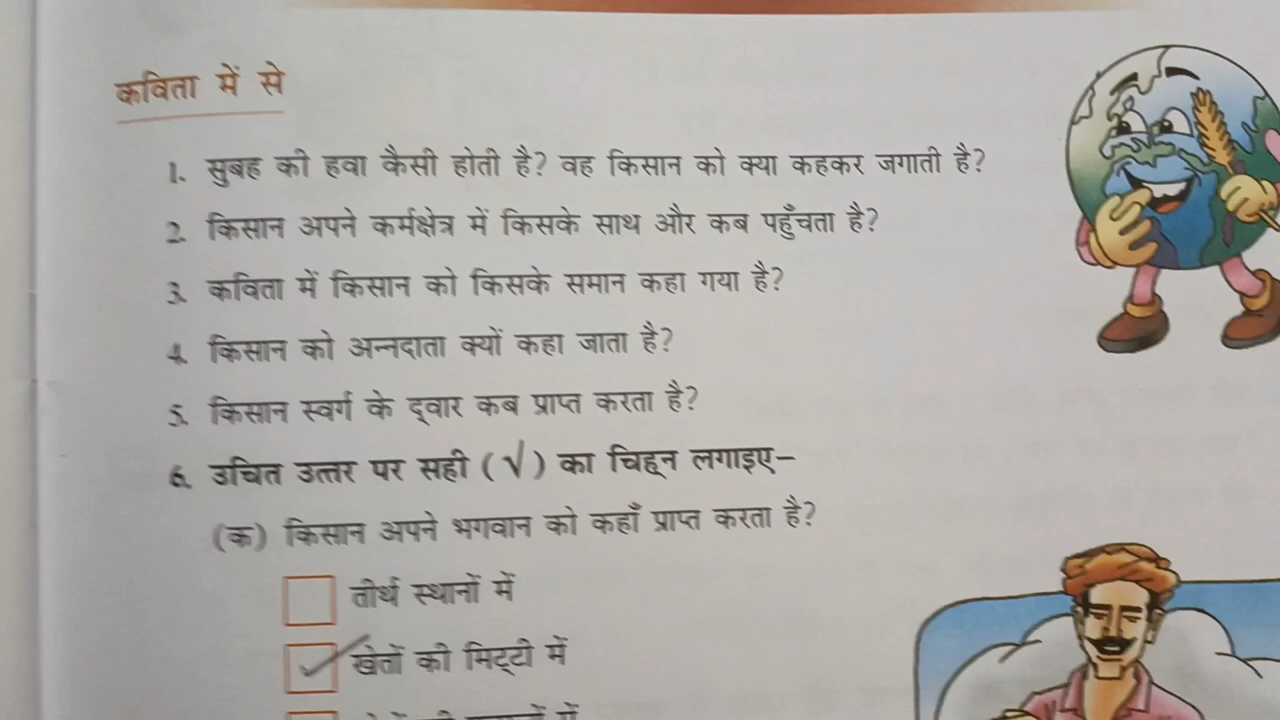 कविता में से
1. सुबह की हवा कैसी होती है? वह किसान को क्या कहकर जगाती है?
2. किसान अपने कर्मक्षेत्र में किसके साथ और कब पहुँचता है?
3. कविता में किसान को किसके समान कहा गया है?
4. किसान को अन्नदाता क्यों कहा जाता है?
5. किसान स्वर्ग के द्वार कब प्राप्त करता है?
6. उचित उत्तर पर सही (√) का चिह्न लगाइए–
(क) किसान अपने भगवान को कहाँ प्राप्त करता है?
तीर्थ स्थानों में
खेतों की मिट्टी में